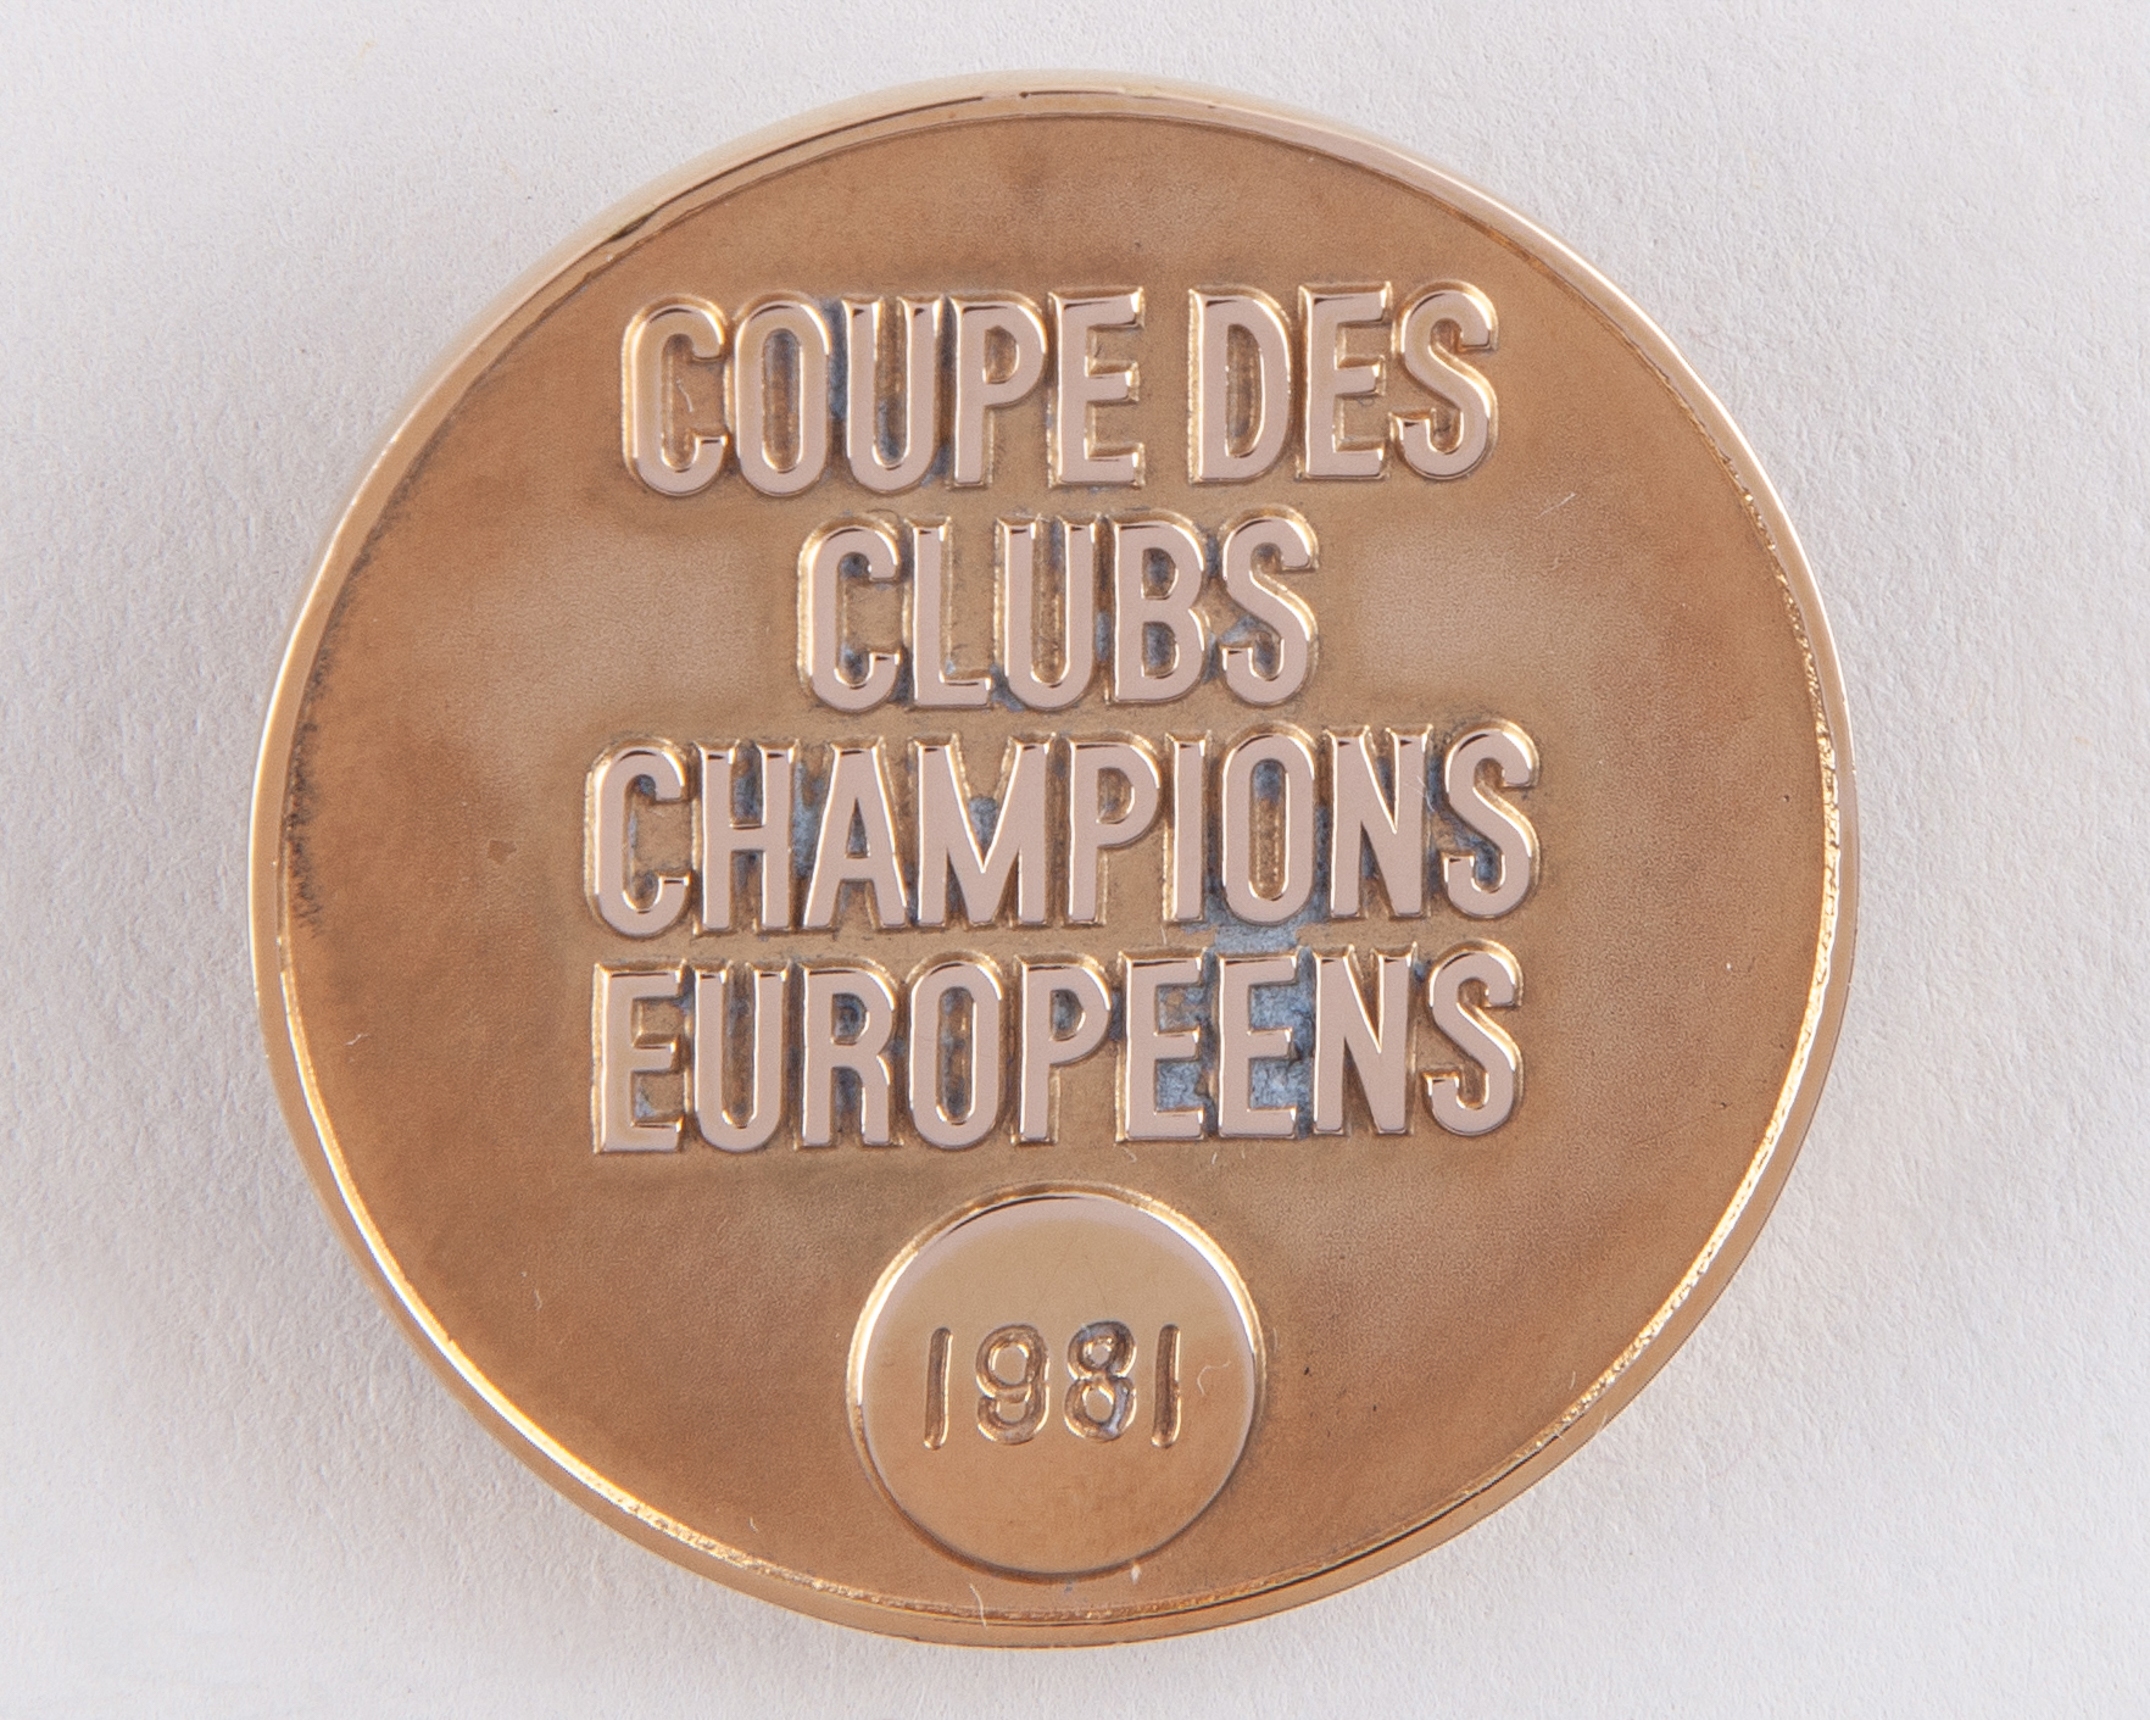 COUPE DES
CLUBS
CHAMPIONS
EUROPEENS
1981